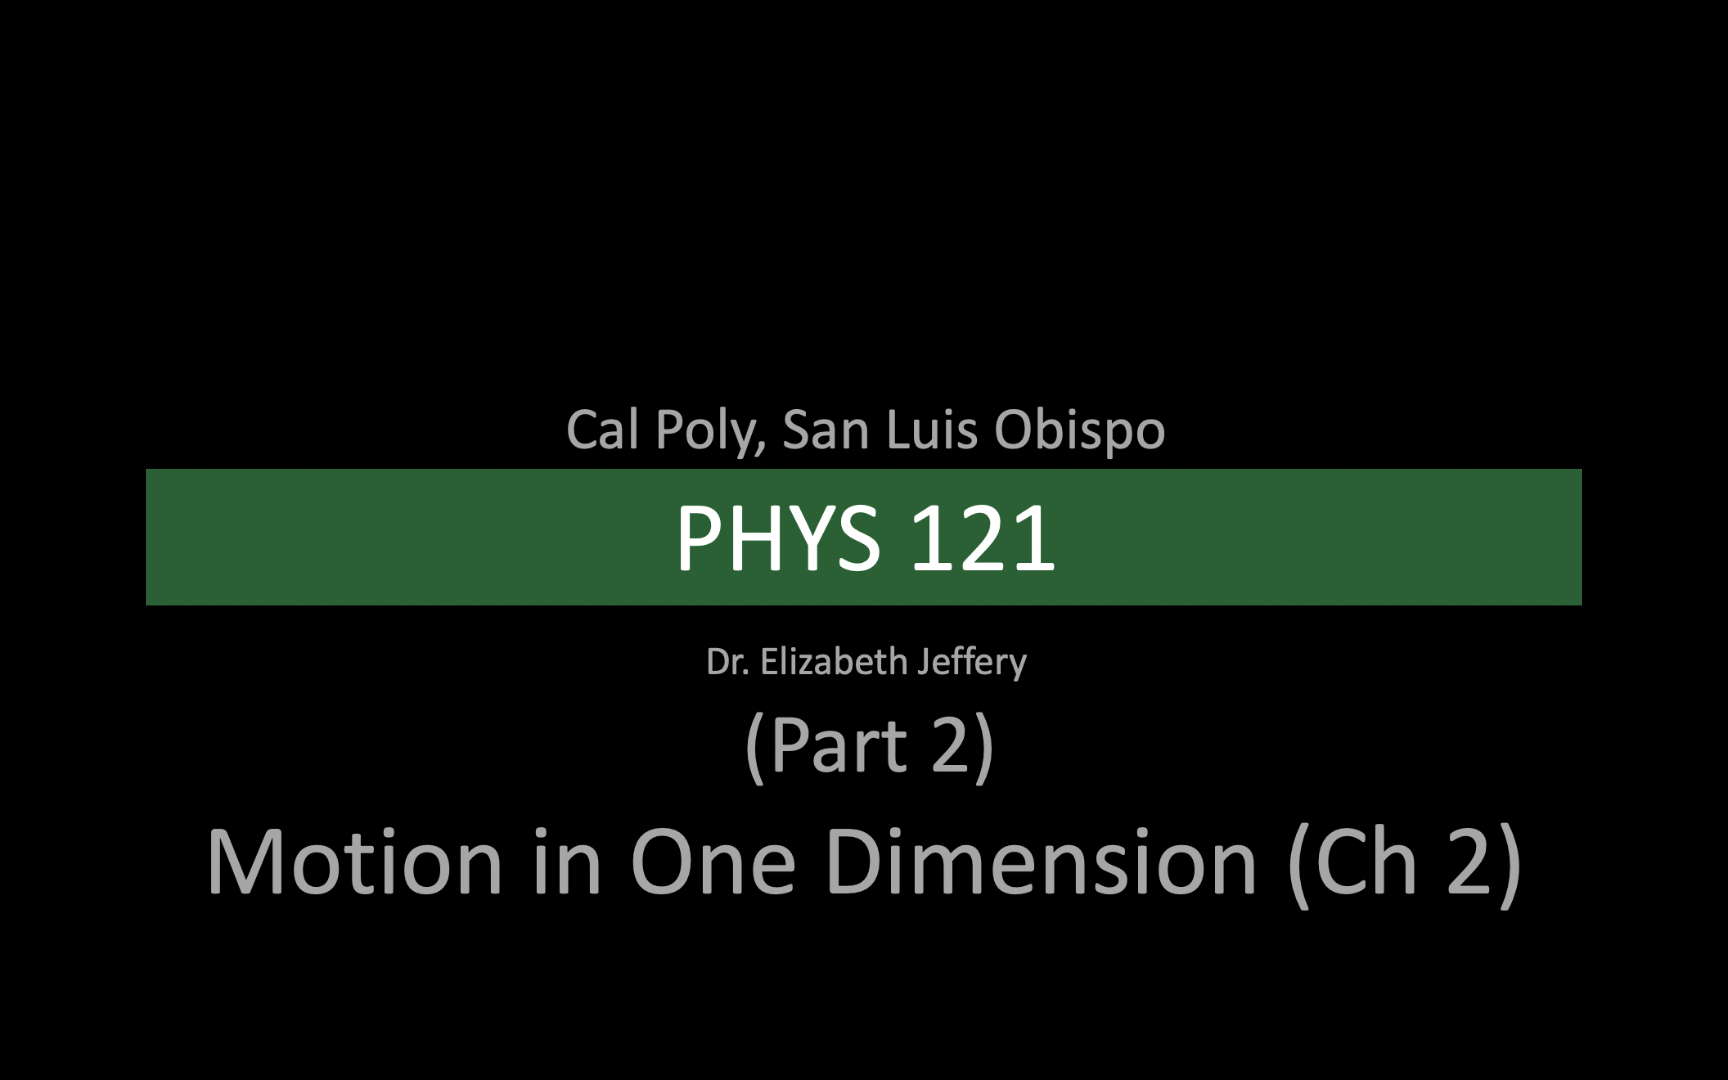 Cal Poly, San Luis Obispo
PHYS 121
Dr. Elizabeth Jeffery
(Part 2)
Motion in One Dimension (Ch 2)